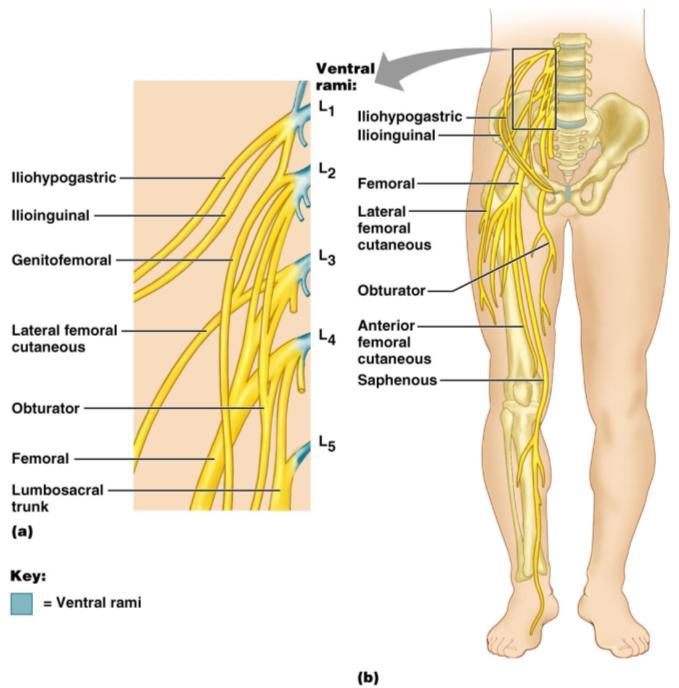 Ventral
rami:
L1
L2
L3
L4
L5
Iliohypogastric
Ilioinguinal
Genitofemoral
Lateral femoral
cutaneous
Obturator
Femoral
Lumbosacral
trunk
(a)
Key:
= Ventral rami
Iliohypogastric
Ilioinguinal
Femoral
Lateral
femoral
cutaneous
Obturator
Anterior
femoral
cutaneous
Saphenous
(b)